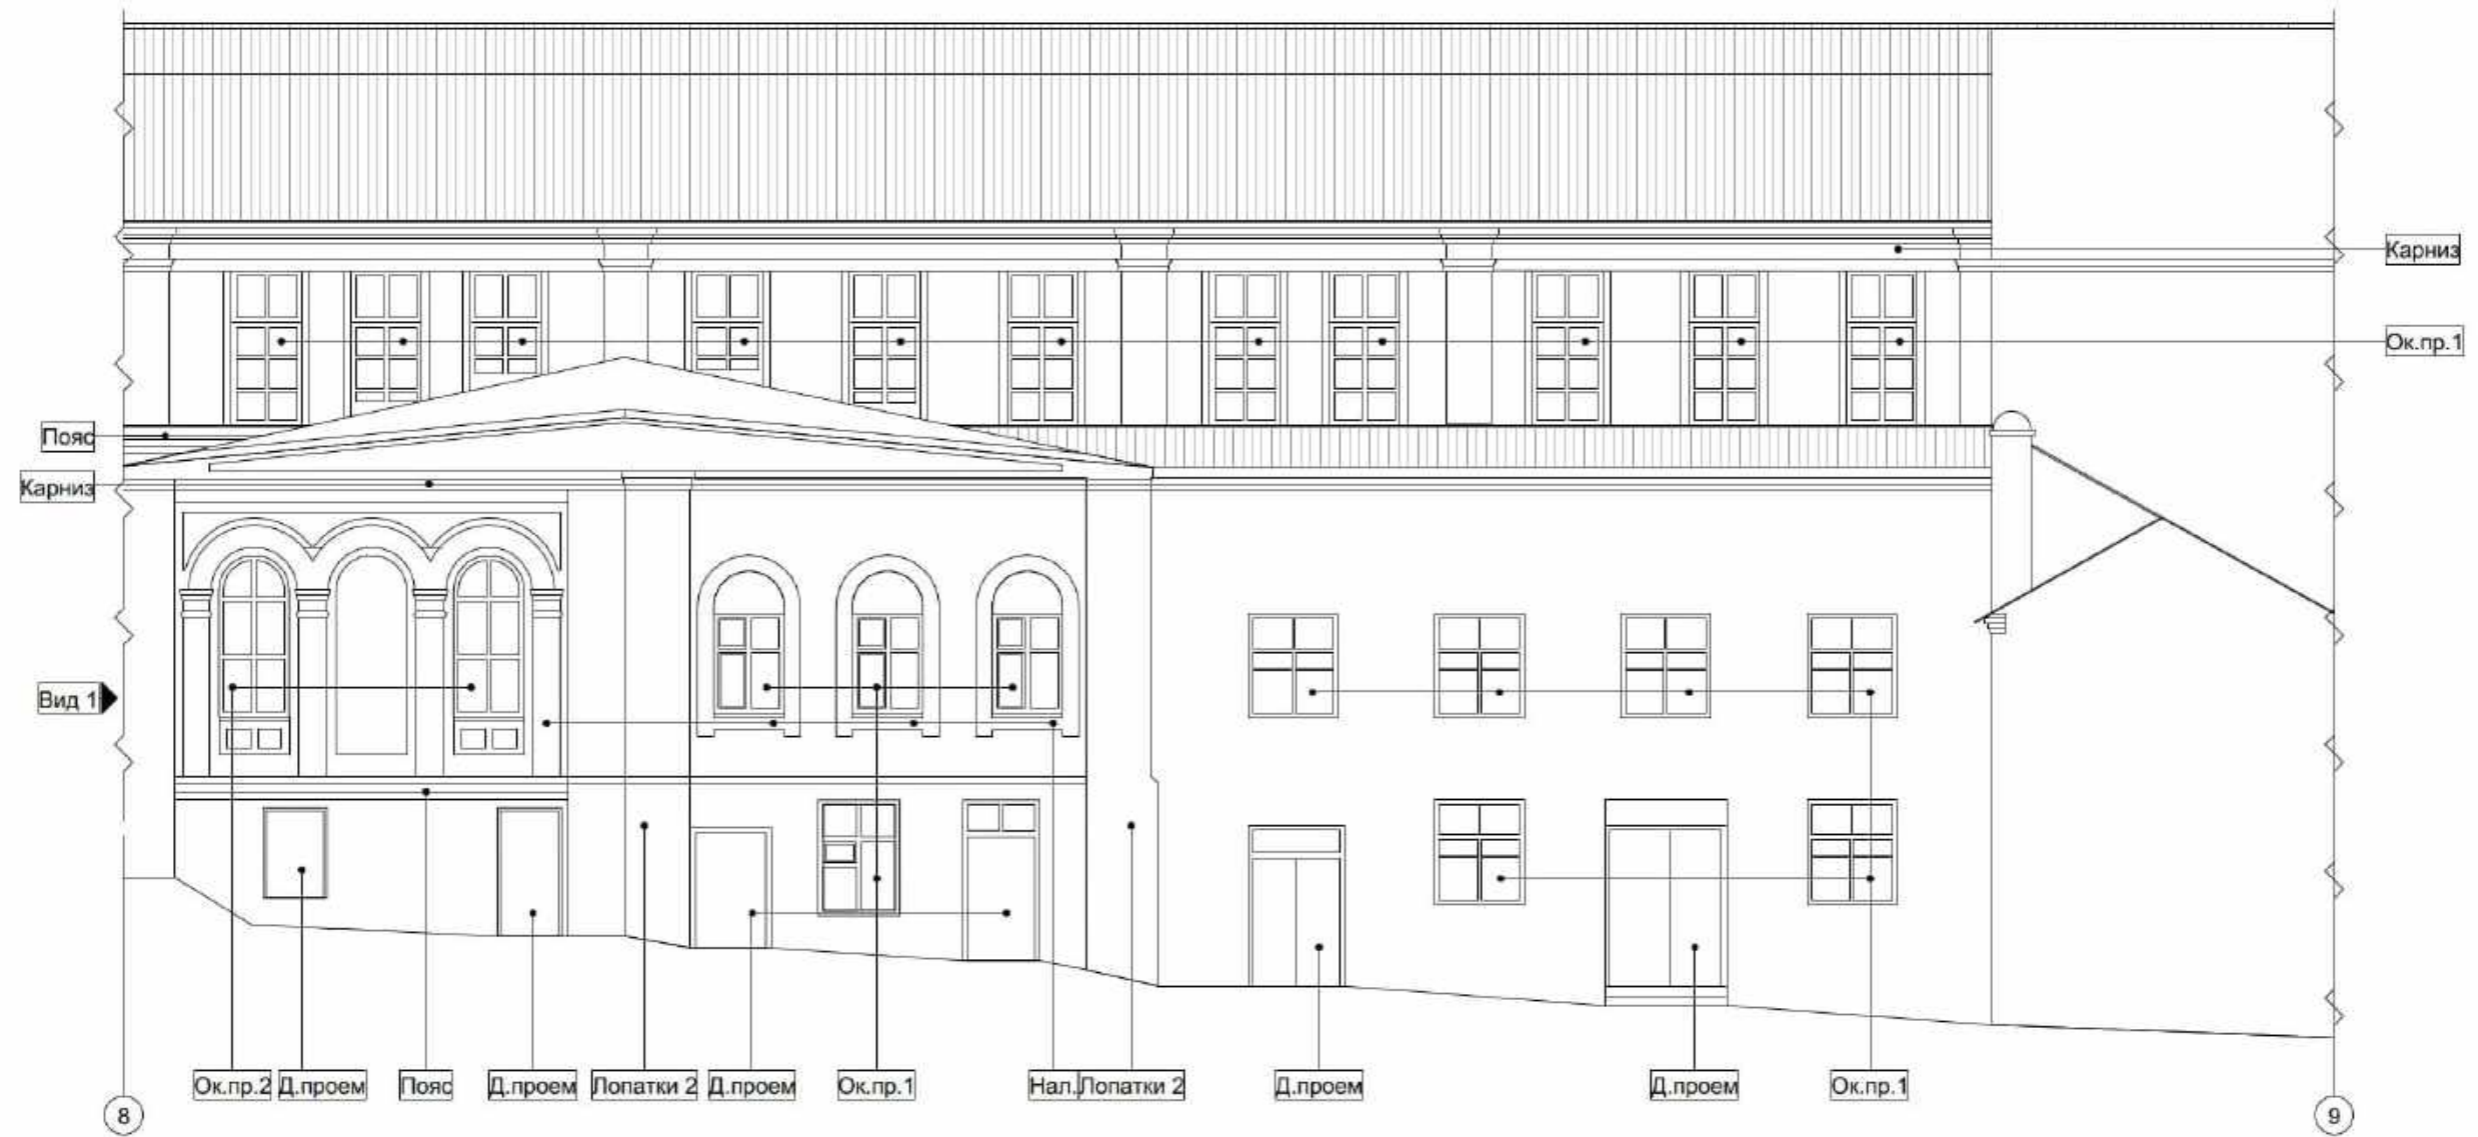 Карниз
Ок.пр.1
Пояс
Карниз
Вид 1
Ок.пр.2 Д.проем Пояс Д.проем Лопатки 2 Д.проем Ок.пр.1 Нал. Лопатки 2 Д.проем Д.проем Ок.пр.1
8 9